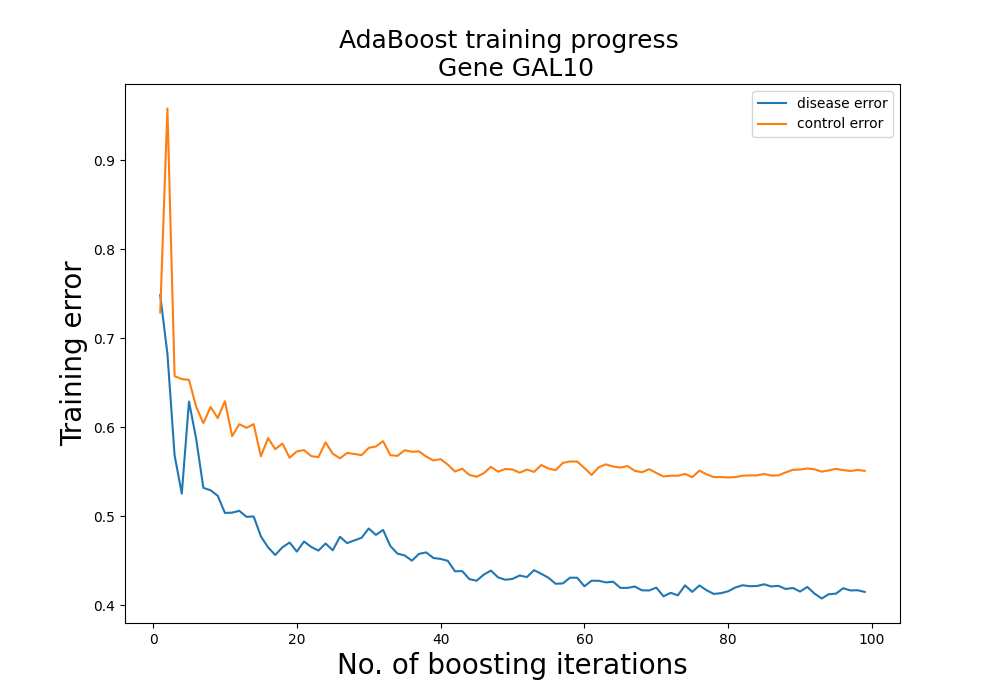 AdaBoost training progress
Gene GAL10
disease error
control error
Training error
0.9
0.8
0.7
0.6
0.5
0.4
0
20
40
60
80
100
No. of boosting iterations